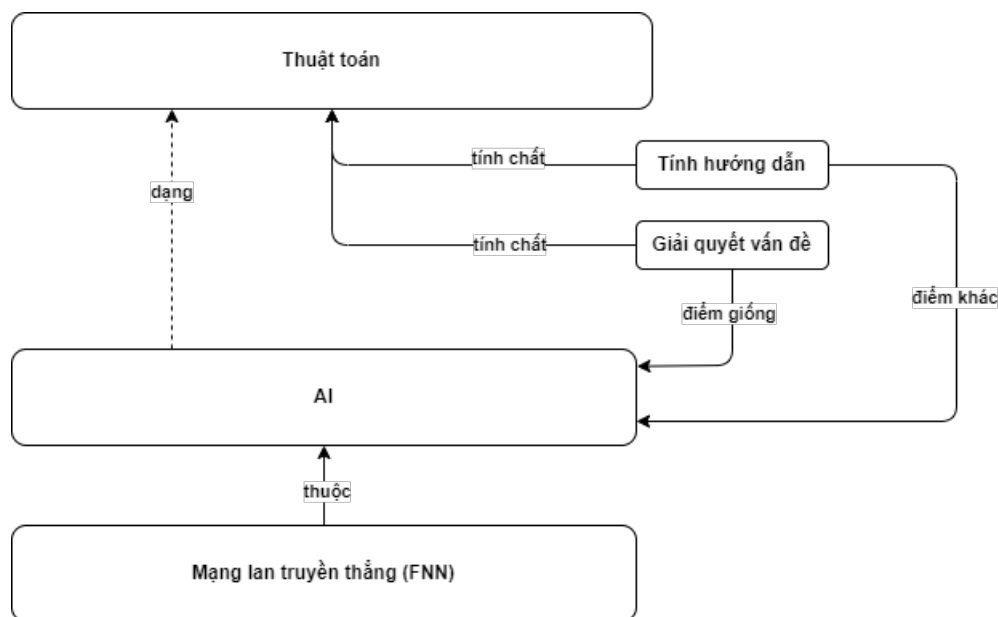 Thuật toán
tính chất
Tính hướng dẫn
dạng
tính chất
Giải quyết vấn đề
điểm giống
điểm khác
AI
thuộc
Mạng lan truyền thẳng (FNN)